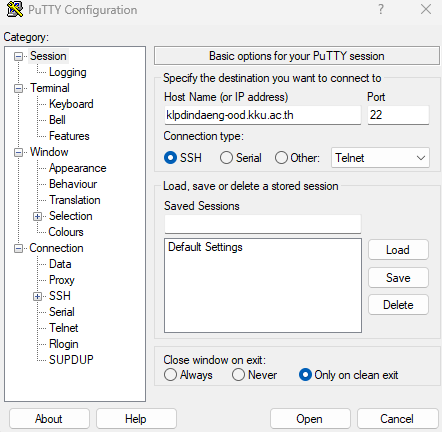 PuTTY Configuration
? ×
Category:
Session
Logging
Terminal
Keyboard
Bell
Features
Window
Appearance
Behaviour
Translation
Selection
Colours
Connection
Data
Proxy
SSH
Serial
Telnet
Rlogin
SUPDUP
Basic options for your PuTTY session
Specify the destination you want to connect to
Host Name (or IP address) Port
klpdindaeng-ood.kku.ac.th 22
Connection type:
SSH Serial Other: Telnet
Load, save or delete a stored session
Saved Sessions
Default Settings
Load
Save
Delete
Close window on exit:
Always Never Only on clean exit
About Help Open Cancel